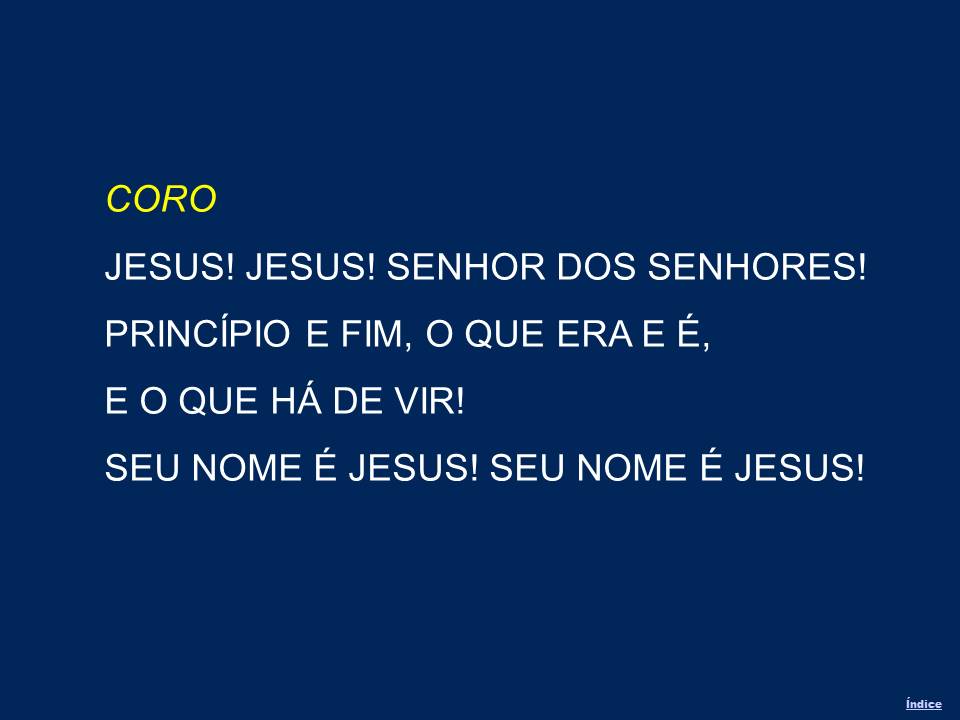 CORO
JESUS! JESUS! SENHOR DOS SENHORES!
PRINCÍPIO E FIM, O QUE ERA E É,
E O QUE HÁ DE VIR!
SEU NOME É JESUS! SEU NOME É JESUS!
Índice